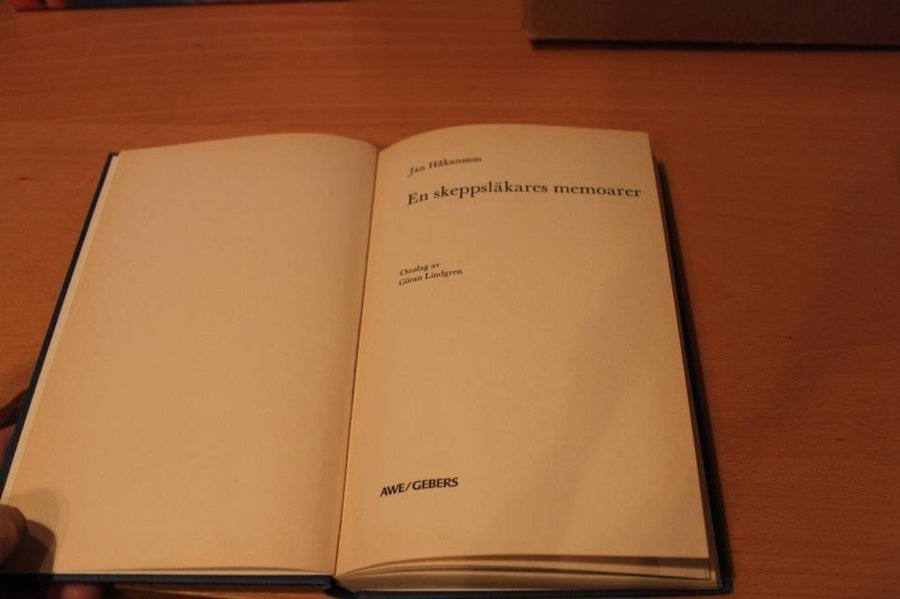 Jan Håkansson
En skeppsläkares memoarer
Omslag av
Göran Lindgren
AWE/GEBERS